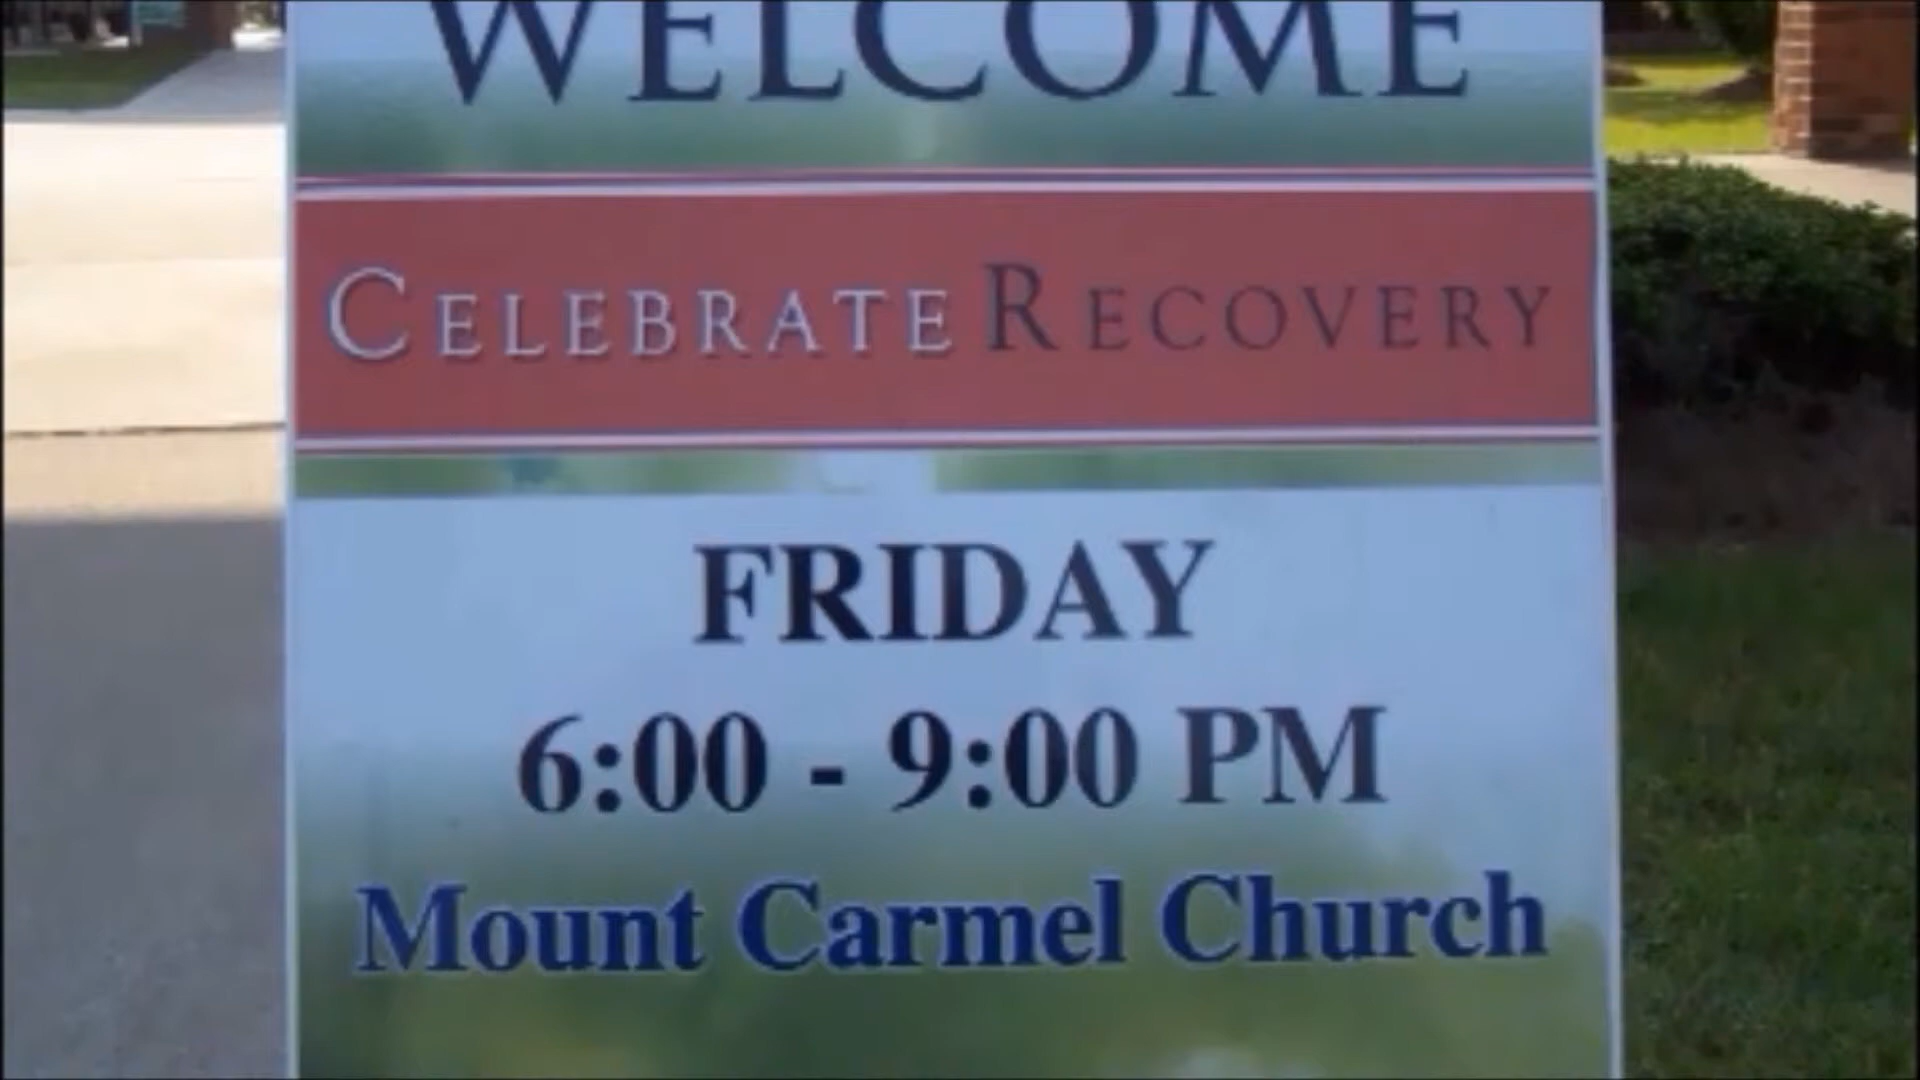 WELCOME
CELEBRATE RECOVERY
FRIDAY
6:00 - 9:00 PM
Mount Carmel Church